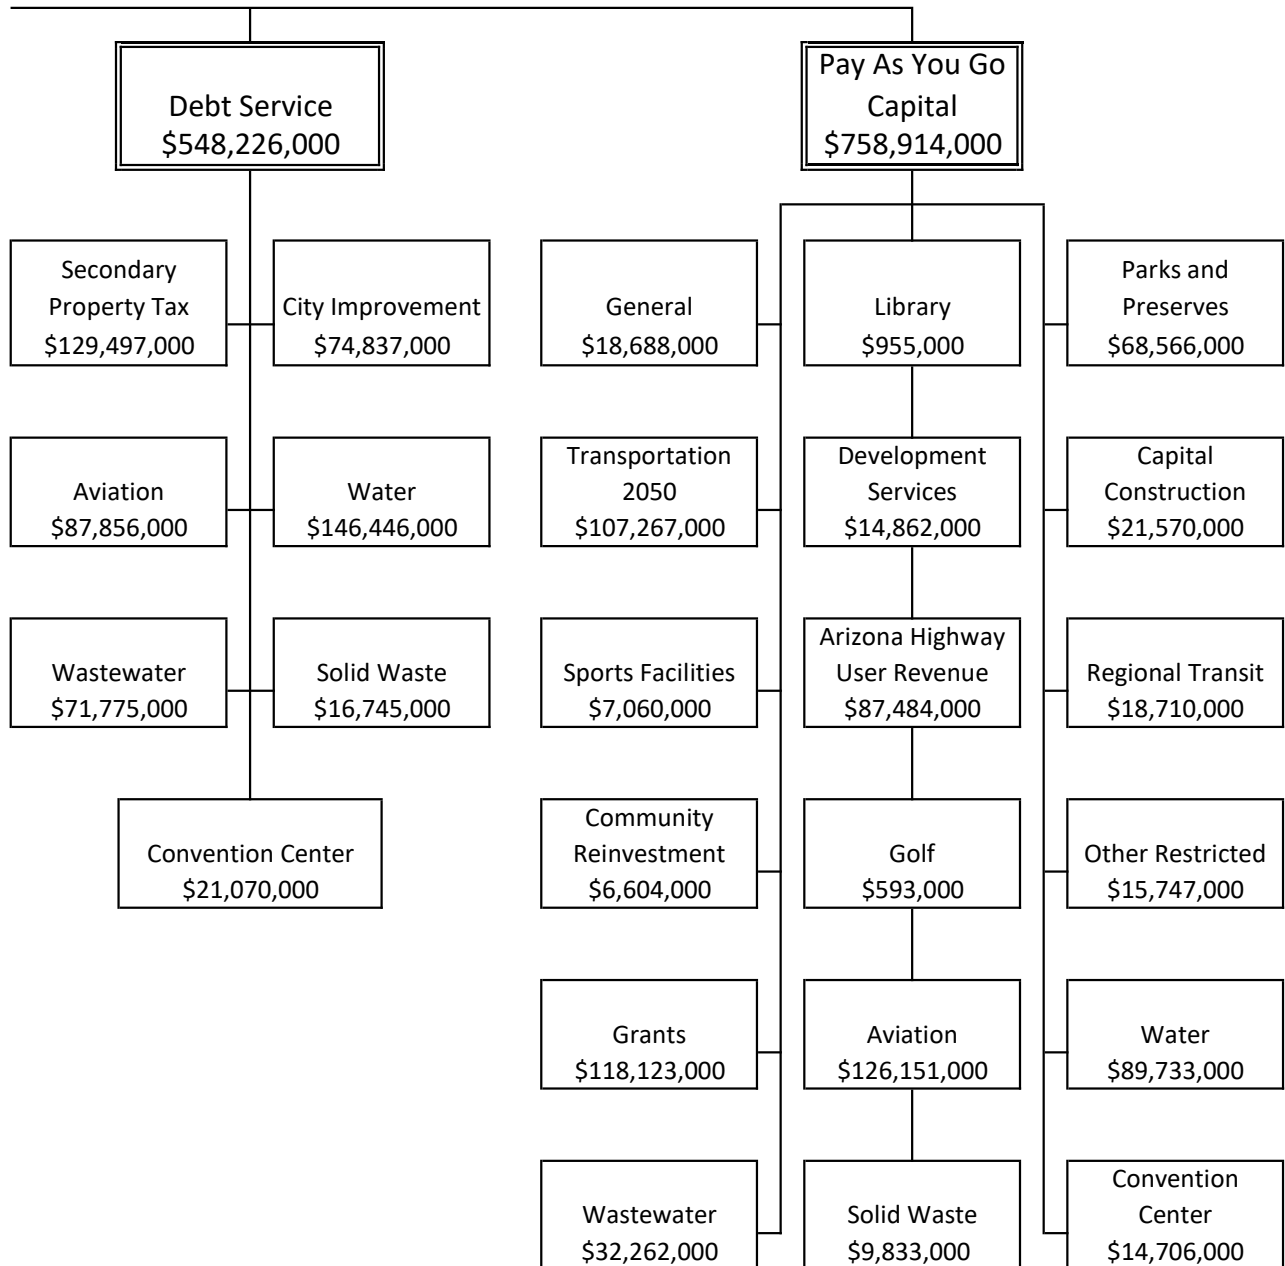 Debt Service
$548,226,000
Pay As You Go
Capital
$758,914,000
Secondary
Property Tax
$129,497,000
City Improvement
$74,837,000
Aviation
$87,856,000
Water
$146,446,000
Wastewater
$71,775,000
Solid Waste
$16,745,000
Convention Center
$21,070,000
General
$18,688,000
Library
$955,000
Parks and
Preserves
$68,566,000
Transportation
2050
$107,267,000
Development
Services
$14,862,000
Capital
Construction
$21,570,000
Sports Facilities
$7,060,000
Arizona Highway
User Revenue
$87,484,000
Regional Transit
$18,710,000
Community
Reinvestment
$6,604,000
Golf
$593,000
Other Restricted
$15,747,000
Grants
$118,123,000
Aviation
$126,151,000
Water
$89,733,000
Wastewater
$32,262,000
Solid Waste
$9,833,000
Convention
Center
$14,706,000